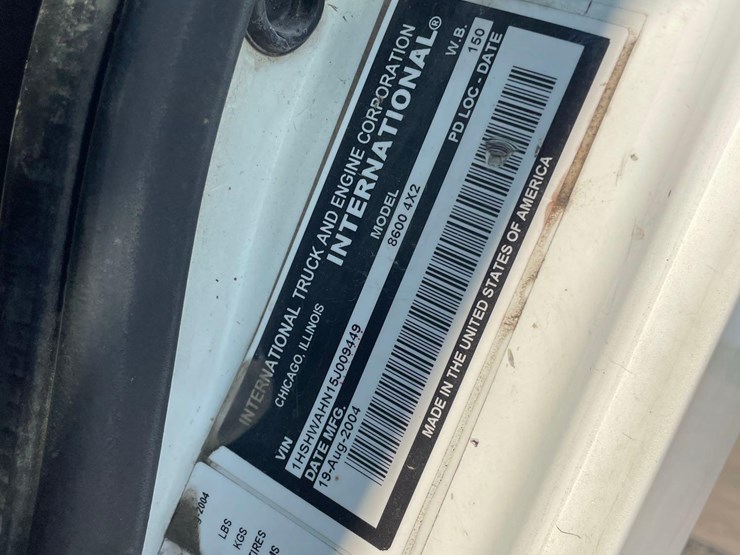 INTERNATIONAL TRUCK AND ENGINE CORPORATION
CHICAGO, ILLINOIS
INTERNATIONAL®
VIN
MODEL
W.B.
1HSHWAHN15J009449
8600 4X2
150
DATE MFG.
PD LOC - DATE
19-Aug-2004
MADE IN THE UNITED STATES OF AMERICA
2004
LBS
KGS